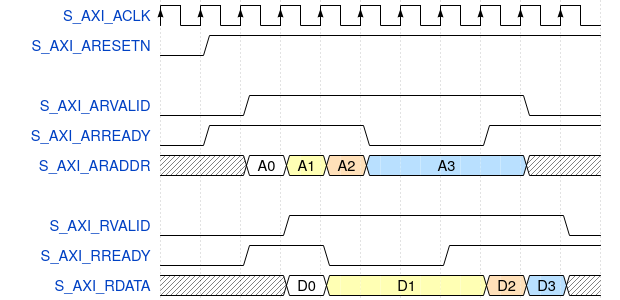 S_AXI_ACLK
S_AXI_ARESETN
S_AXI_ARVALID
S_AXI_ARREADY
S_AXI_ARADDR A0 A1 A2 A3
S_AXI_RVALID
S_AXI_RREADY
S_AXI_RDATA D0 D1 D2 D3